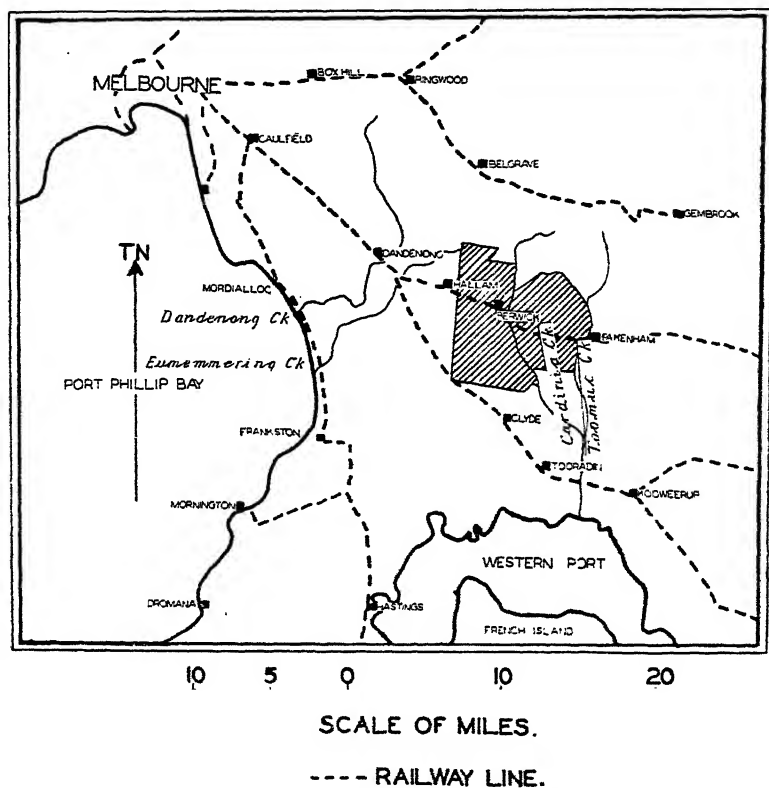 MELBOURNE
BOX HILL
RINGWOOD
CAULFIELD
BELGRAVE
GEMBROOK
TN
DANDENONG
HALLAM
MORDIALLOC
BERWICK
Dandenong Ck
PAKENHAM
Eumemmering Ck
Cardinia Ck
Toomuc Ck
PORT PHILLIP BAY
CLYDE
FRANKSTON
TOORADIN
KOOWEERUP
MORNINGTON
WESTERN PORT
DROMANA
HASTINGS
FRENCH ISLAND
10 5 0 10 20
SCALE OF MILES.
---- RAILWAY LINE.